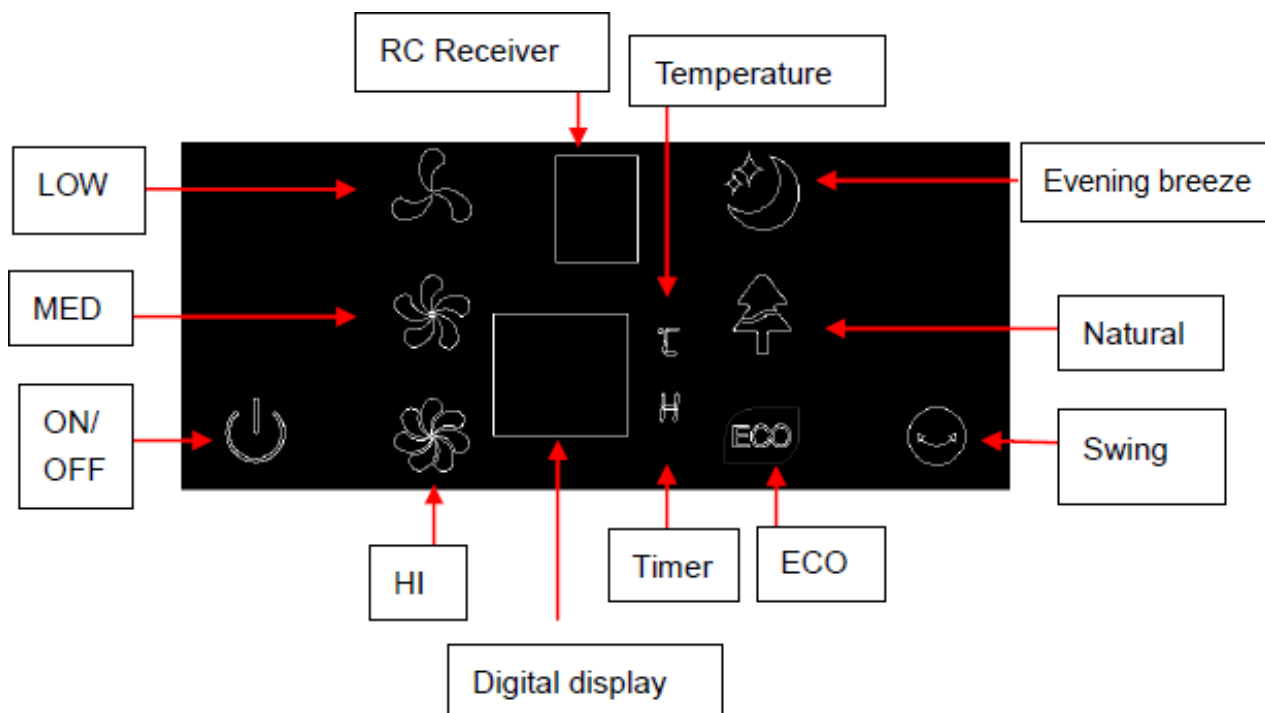 RC Receiver
Temperature
LOW
Evening breeze
MED
℃
Natural
H
ON/
OFF
ECO
Swing
HI
Timer
ECO
Digital display